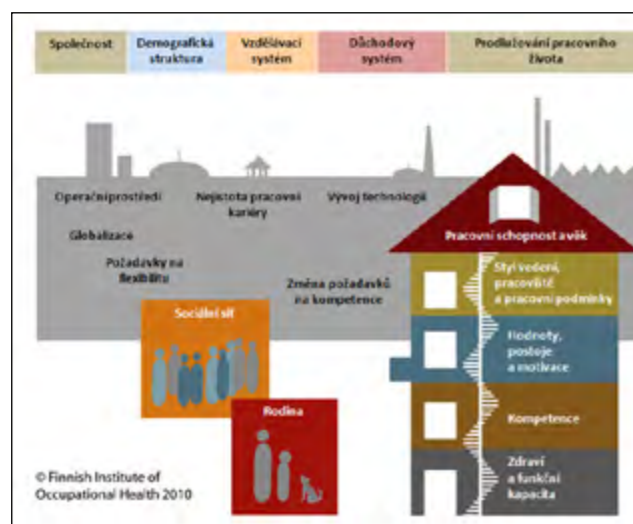 Společnost
Demografická
struktura
Vzdělávací
systém
Důchodový
systém
Prodlužování pracovního
života
Operační prostředí
Nejistota pracovní
kariéry
Vývoj technologií
Globalizace
Požadavky na
flexibilitu
Změna požadavků
na kompetence
Sociální síť
Rodina
Pracovní schopnost a věk
Styl vedení,
pracoviště
a pracovní podmínky
Hodnoty,
postoje
a motivace
Kompetence
Zdraví
a funkční
kapacita
© Finnish Institute of
Occupational Health 2010